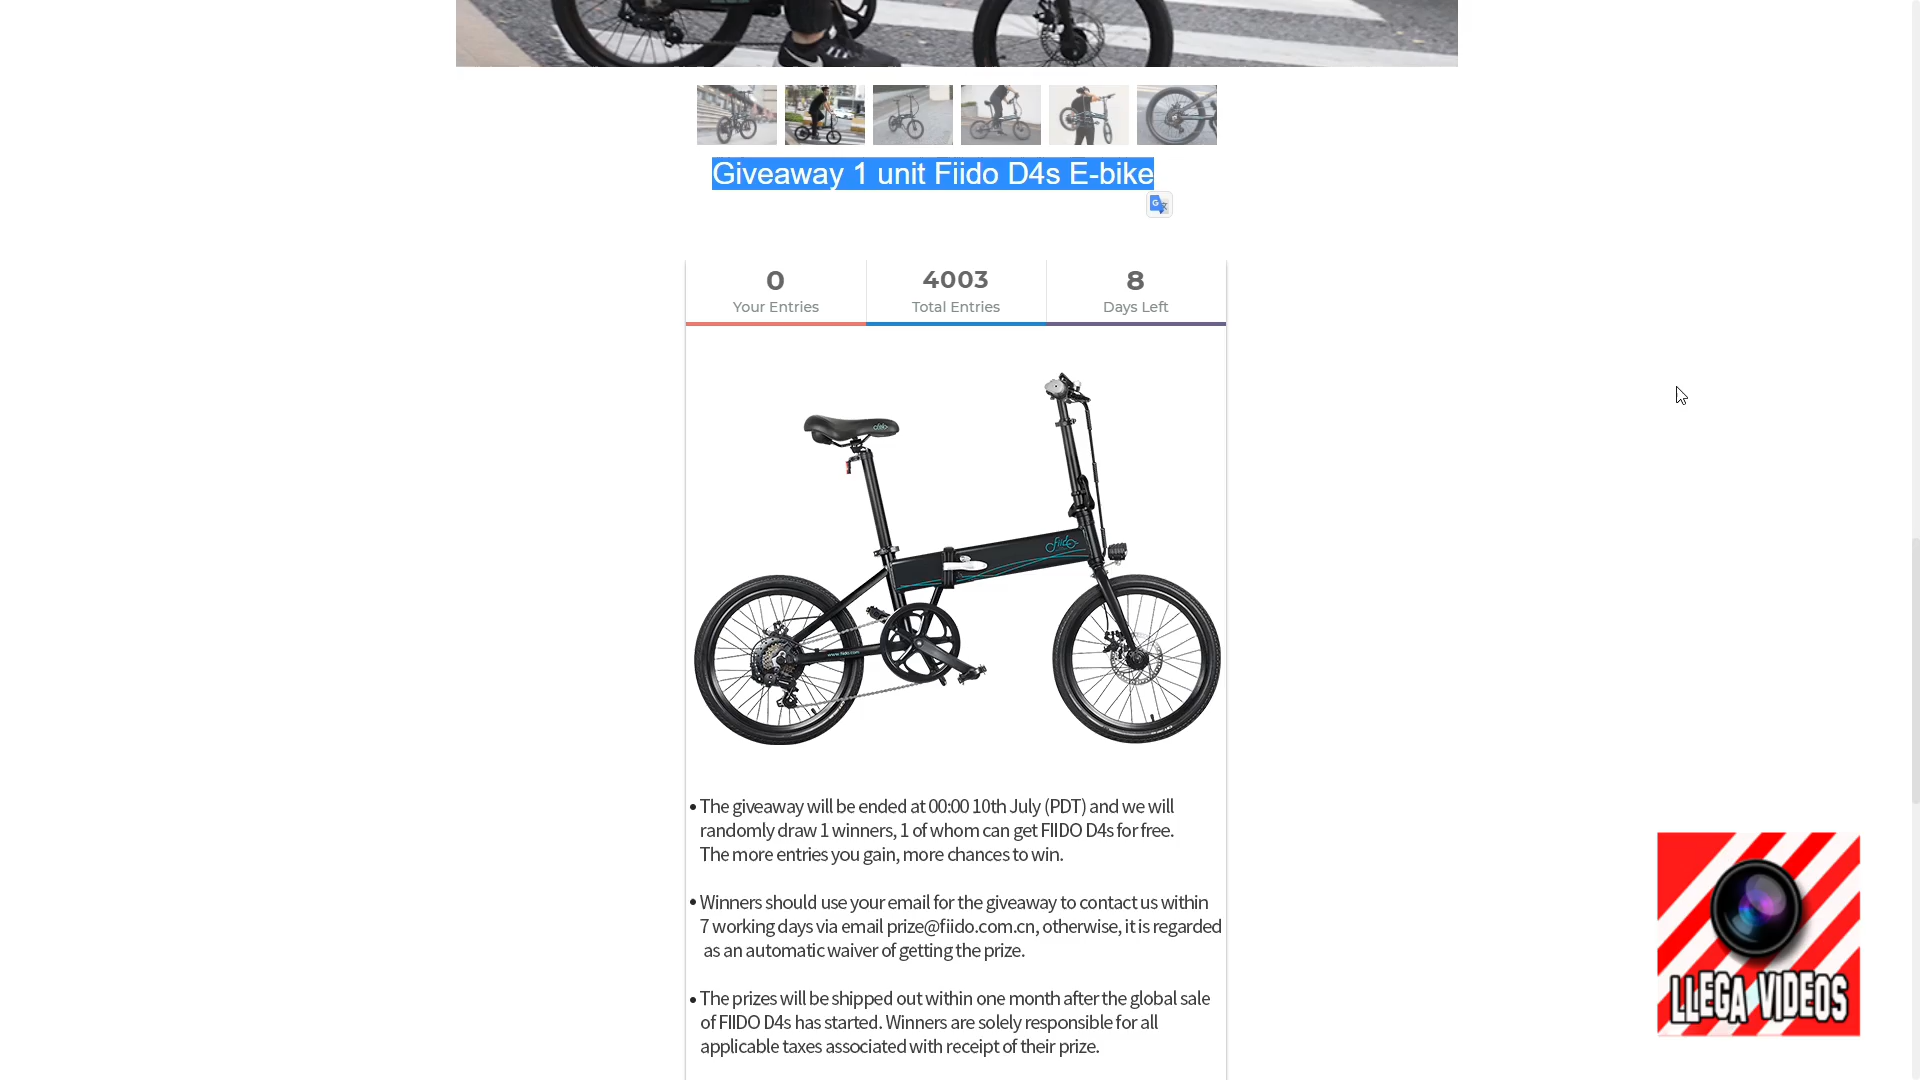 Giveaway 1 unit Fiido D4s E-bike
0
4003
8
Your Entries
Total Entries
Days Left
fiido
Fiido
www.fiido.com
• The giveaway will be ended at 00:00 10th July (PDT) and we will
randomly draw 1 winners, 1 of whom can get FIIDO D4s for free.
The more entries you gain, more chances to win.
• Winners should use your email for the giveaway to contact us within
7 working days via email prize@fiido.com.cn, otherwise, it is regarded
as an automatic waiver of getting the prize.
• The prizes will be shipped out within one month after the global sale
of FIIDO D4s has started. Winners are solely responsible for all
applicable taxes associated with receipt of their prize.
LLEGA VIDEOS